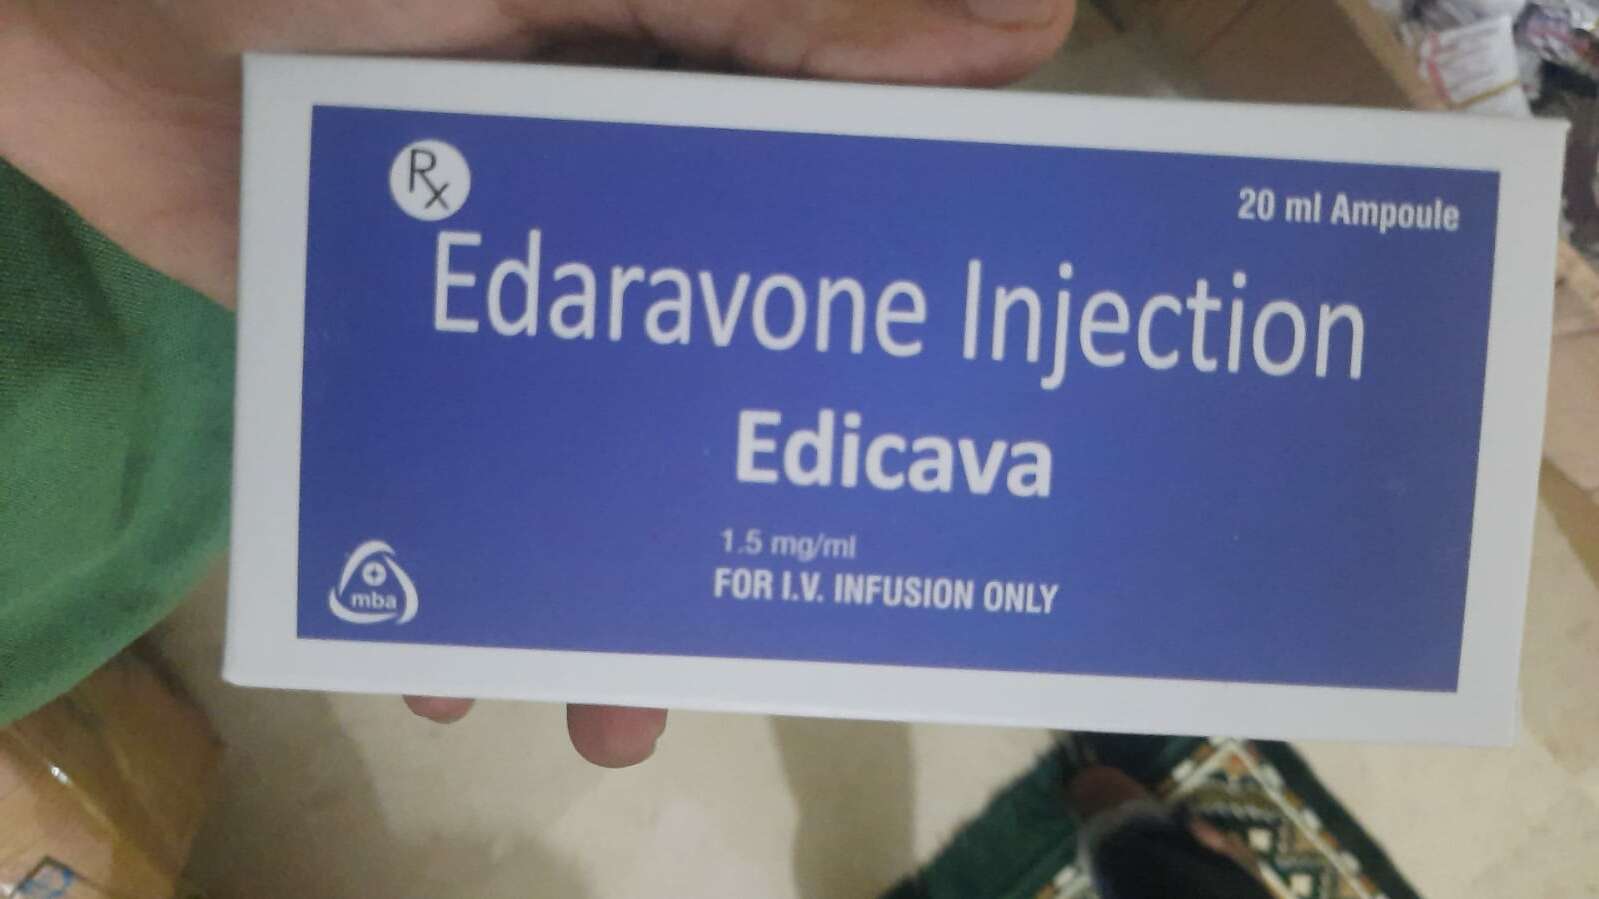 Rx
20 ml Ampoule
Edaravone Injection
Edicava
1.5 mg/ml
FOR I.V. INFUSION ONLY
mba